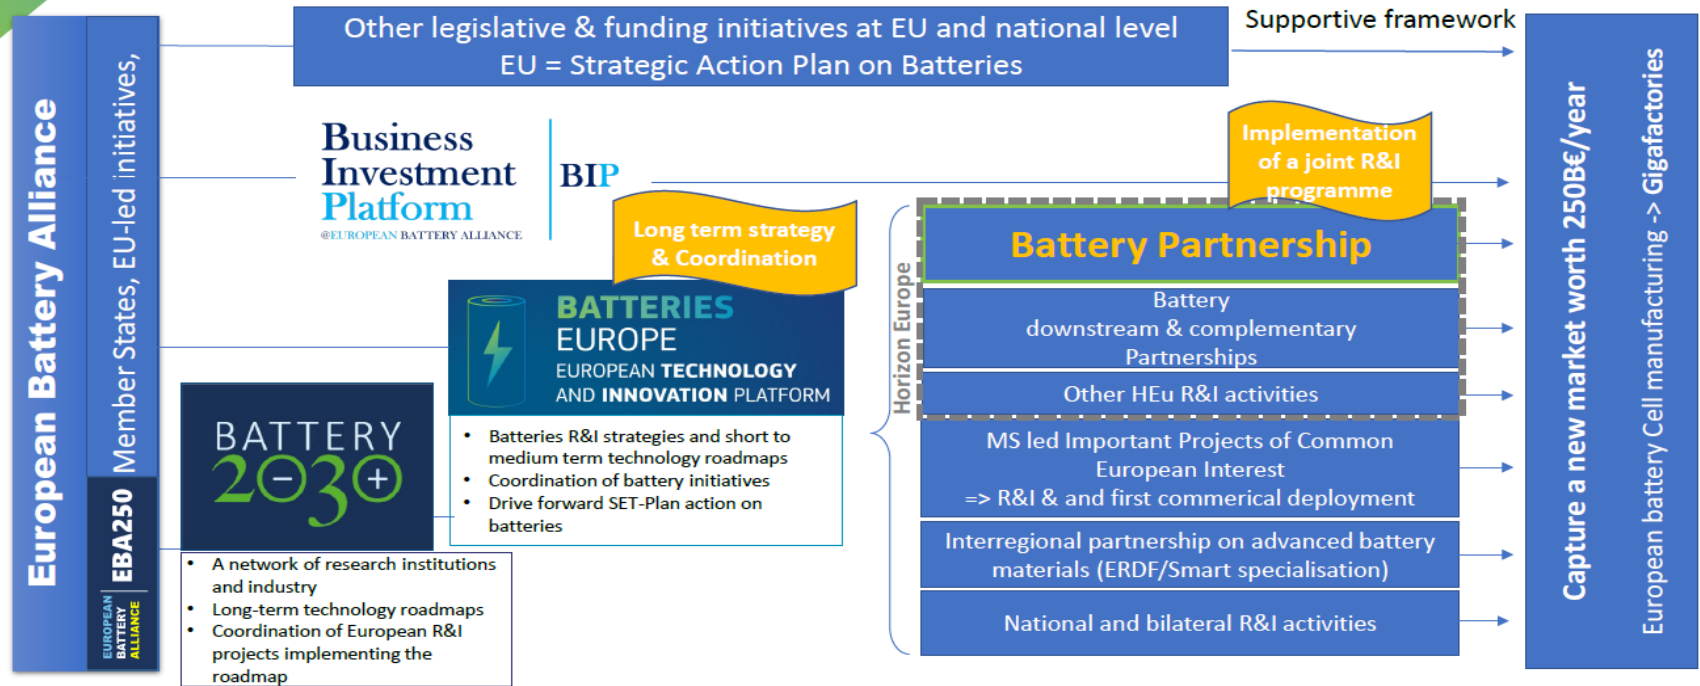 European Battery Alliance
Member States, EU-led initiatives,
EBA250
EUROPEAN
BATTERY
ALLIANCE
Other legislative & funding initiatives at EU and national level
EU = Strategic Action Plan on Batteries
Supportive framework
Business
Investment
Platform
@EUROPEAN BATTERY ALLIANCE
BIP
Long term strategy
& Coordination
Implementation
of a joint R&I
programme
BATTERIES
EUROPE
EUROPEAN TECHNOLOGY
AND INNOVATION PLATFORM
• Batteries R&I strategies and short to
medium term technology roadmaps
• Coordination of battery initiatives
• Drive forward SET-Plan action on
batteries
BATTERY
2030+
• A network of research institutions
and industry
• Long-term technology roadmaps
• Coordination of European R&I
projects implementing the
roadmap
Horizon Europe
Battery Partnership
Battery
downstream & complementary
Partnerships
Other HEu R&I activities
MS led Important Projects of Common
European Interest
=> R&I & and first commerical deployment
Interregional partnership on advanced battery
materials (ERDF/Smart specialisation)
National and bilateral R&I activities
Capture a new market worth 250B€/year
European battery Cell manufacturing -> Gigafactories